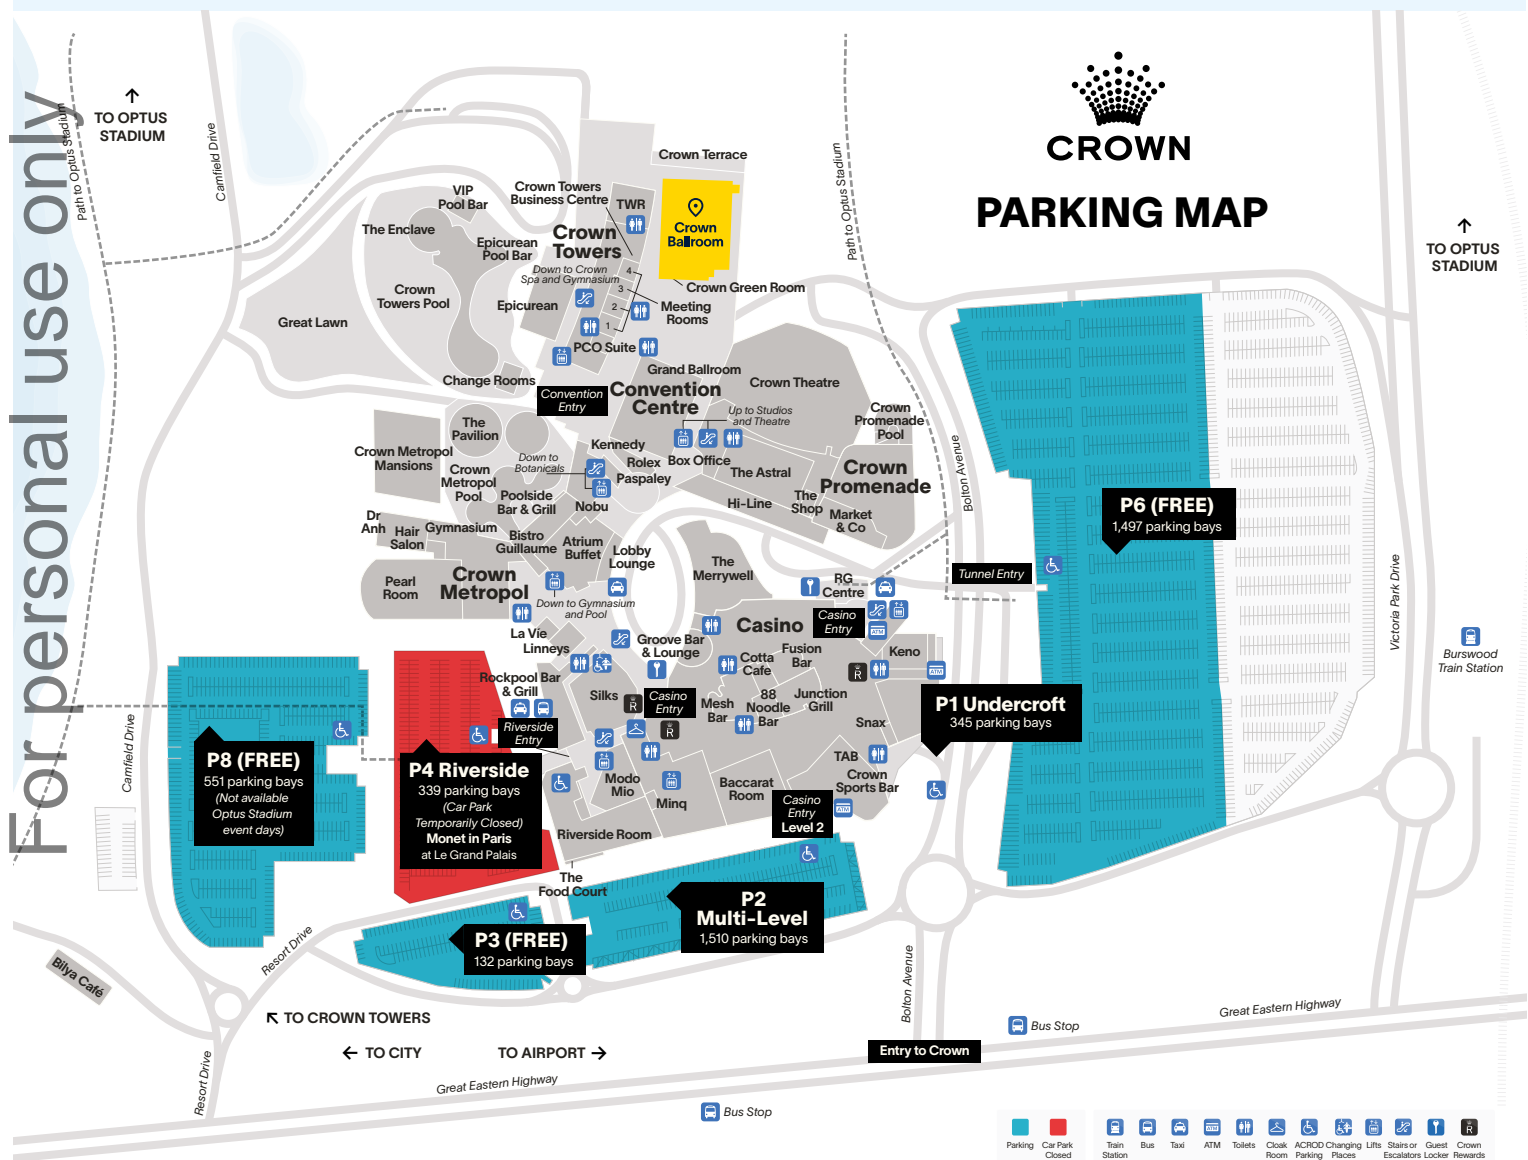 For personal use only
CROWN
PARKING MAP
TO OPTUS
STADIUM
Path to Optus Stadium
Camfield Drive
Path to Optus Stadium
TO OPTUS
STADIUM
Crown Terrace
VIP
Pool Bar
Crown Towers
Business Centre
TWR
Crown
Ballroom
The Enclave
Epicurean
Pool Bar
Crown
Towers
Down to Crown
Spa and Gymnasium
Crown Green Room
4
3
2
1
Crown
Towers Pool
Epicurean
Meeting
Rooms
Great Lawn
PCO Suite
Change Rooms
Grand Ballroom
Crown Theatre
Convention
Entry
Convention
Centre
Up to Studios
and Theatre
Crown
Promenade
Pool
The
Pavilion
Crown Metropol
Mansions
Kennedy
Rolex
Paspaley
Box Office
Down to
Botanicals
Crown
Metropol
Pool
The Astral
Crown
Promenade
Bolton Avenue
Poolside
Bar & Grill
Nobu
Hi-Line
The
Shop
Market
& Co
P6 (FREE)
1,497 parking bays
Dr
Anh
Hair
Salon
Gymnasium
Bistro
Guillaume
Atrium
Buffet
Lobby
Lounge
The
Merrywell
RG
Centre
Tunnel Entry
Pearl
Room
Crown
Metropol
Down to Gymnasium
and Pool
Victoria Park Drive
Casino
Casino
Entry
ATM
La Vie
Linneys
Groove Bar
& Lounge
Cotta
Cafe
Fusion
Bar
Keno
ATM
Burswood
Train Station
Rockpool Bar
& Grill
Silks
R
Casino
Entry
R
Mesh
Bar
88
Noodle
Bar
Junction
Grill
R
Snax
P1 Undercroft
345 parking bays
Riverside
Entry
Camfield Drive
P8 (FREE)
551 parking bays
(Not available
Optus Stadium
event days)
P4 Riverside
339 parking bays
(Car Park
Temporarily Closed)
Monet in Paris
at Le Grand Palais
Modo
Mio
Minq
Baccarat
Room
TAB
Crown
Sports Bar
Casino
Entry
Level 2
ATM
Riverside Room
The
Food Court
P2
Multi-Level
1,510 parking bays
P3 (FREE)
132 parking bays
Resort Drive
Bilya Café
Bolton Avenue
TO CROWN TOWERS
TO CITY
TO AIRPORT
Entry to Crown
Bus Stop
Great Eastern Highway
Resort Drive
Great Eastern Highway
Bus Stop
ATM
R
Parking
Car Park
Closed
Train
Station
Bus
Taxi
ATM
Toilets
Cloak
Room
ACROD
Parking
Changing
Places
Lifts
Stairs or
Escalators
Guest
Locker
Crown
Rewards